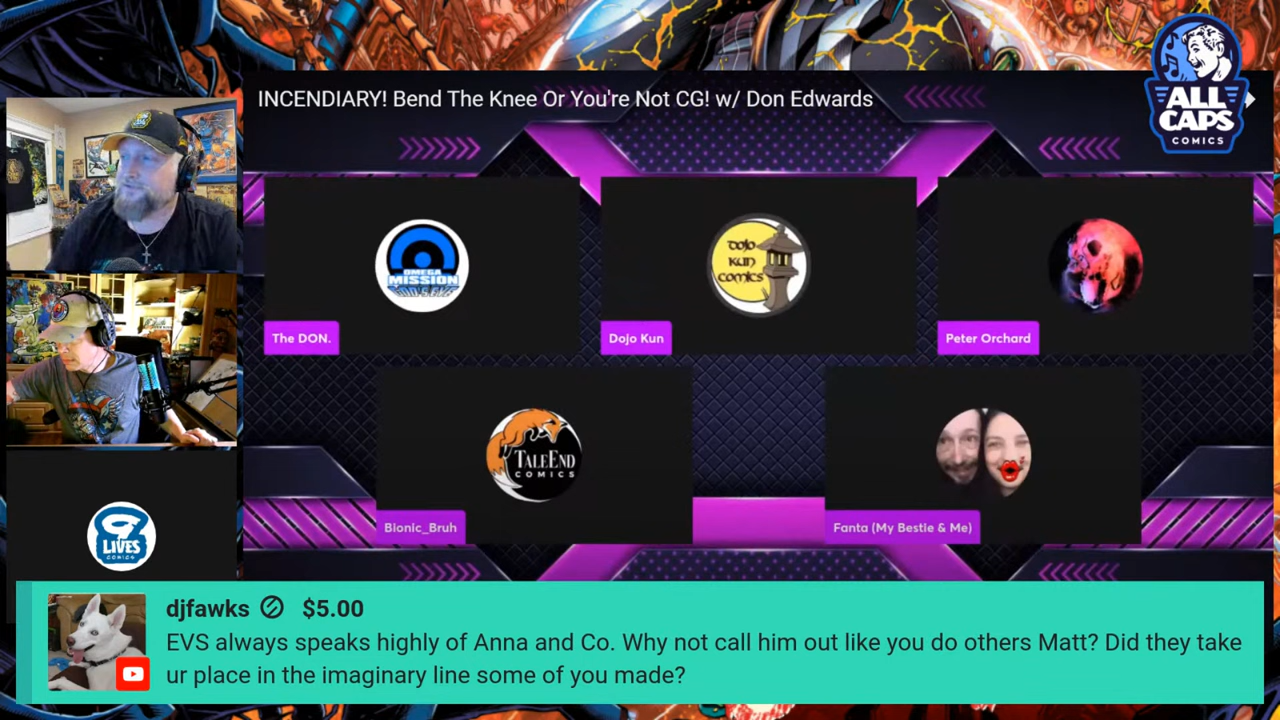 INCENDIARY! Bend The Knee Or You're Not CG! w/ Don Edwards
ALL
CAPS
COMICS
OMEGA
MISSION
DOJO
KUN
COMICS
The DON.
Dojo Kun
Peter Orchard
TALEEND
COMICS
Bionic_Bruh
Fanta (My Bestie & Me)
9
LIVES
COMICS
djfawks $5.00
EVS always speaks highly of Anna and Co. Why not call him out like you do others Matt? Did they take
ur place in the imaginary line some of you made?